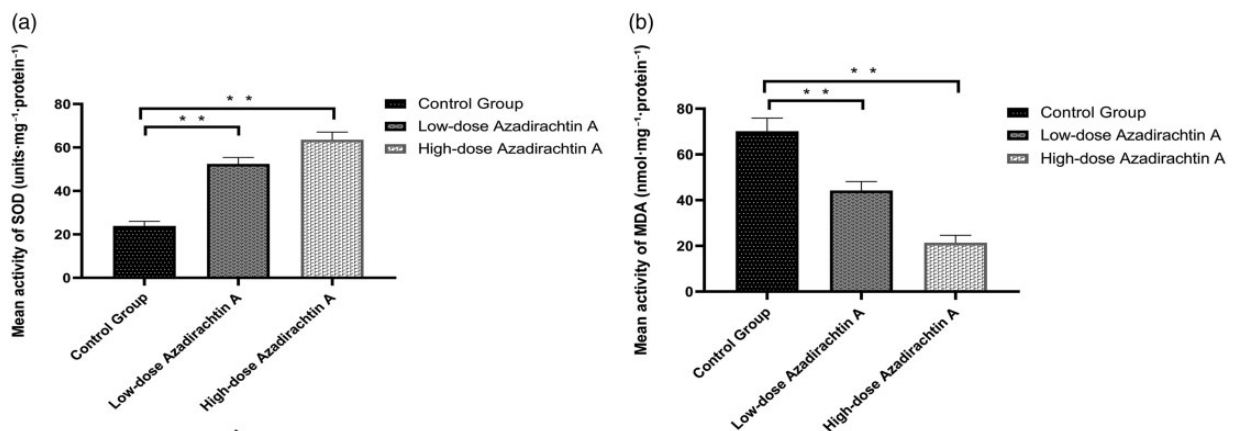 (a)
Mean activity of SOD (units·mg⁻¹·protein⁻¹)
80
60
40
20
0
* *
* *
Control Group
Low-dose Azadirachtin A
High-dose Azadirachtin A
Control Group
Low-dose Azadirachtin A
High-dose Azadirachtin A
(b)
Mean activity of MDA (nmol·mg⁻¹·protein⁻¹)
80
60
40
20
0
* *
* *
Control Group
Low-dose Azadirachtin A
High-dose Azadirachtin A
Control Group
Low-dose Azadirachtin A
High-dose Azadirachtin A